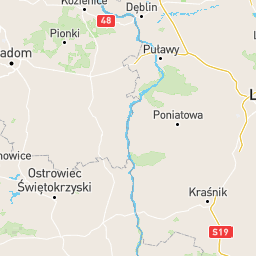 Kozienice
Dęblin
48
Pionki
Puławy
adom
L
Poniatowa
nowice
Ostrowiec
Świętokrzyski
Kraśnik
S19